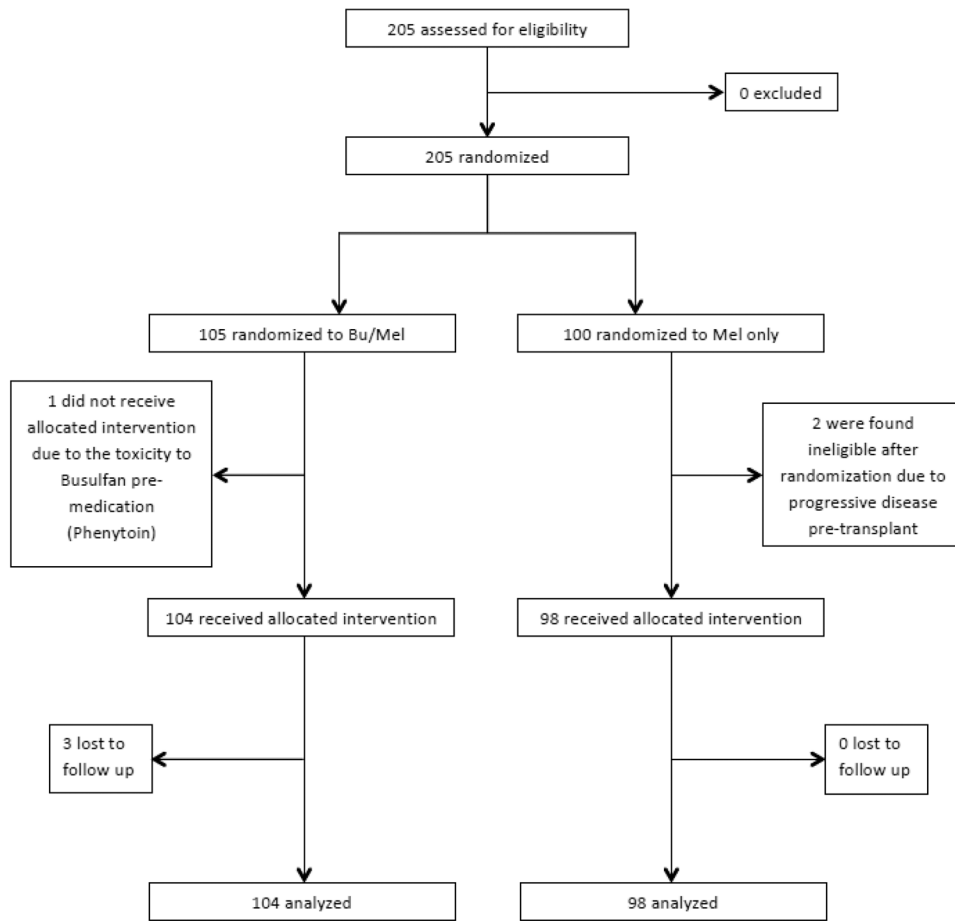 205 assessed for eligibility
0 excluded
205 randomized
105 randomized to Bu/Mel
100 randomized to Mel only
1 did not receive
allocated intervention
due to the toxicity to
Busulfan pre-
medication
(Phenytoin)
2 were found
ineligible after
randomization due to
progressive disease
pre-transplant
104 received allocated intervention
98 received allocated intervention
3 lost to
follow up
0 lost to
follow up
104 analyzed
98 analyzed